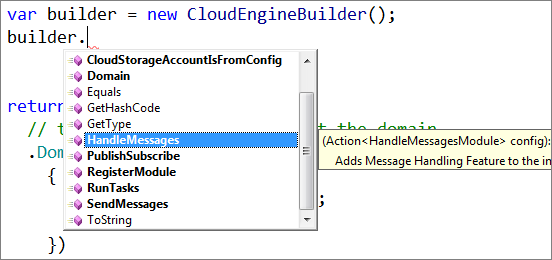 var builder = new CloudEngineBuilder();
builder.
CloudStorageAccountIsFromConfig
Domain
Equals
GetHashCode
GetType
HandleMessages
PublishSubscribe
RegisterModule
RunTasks
SendMessages
ToString
(Action<HandleMessagesModule> config):
Adds Message Handling Feature to the in
return
// t the domain
.Dom
{
;
})